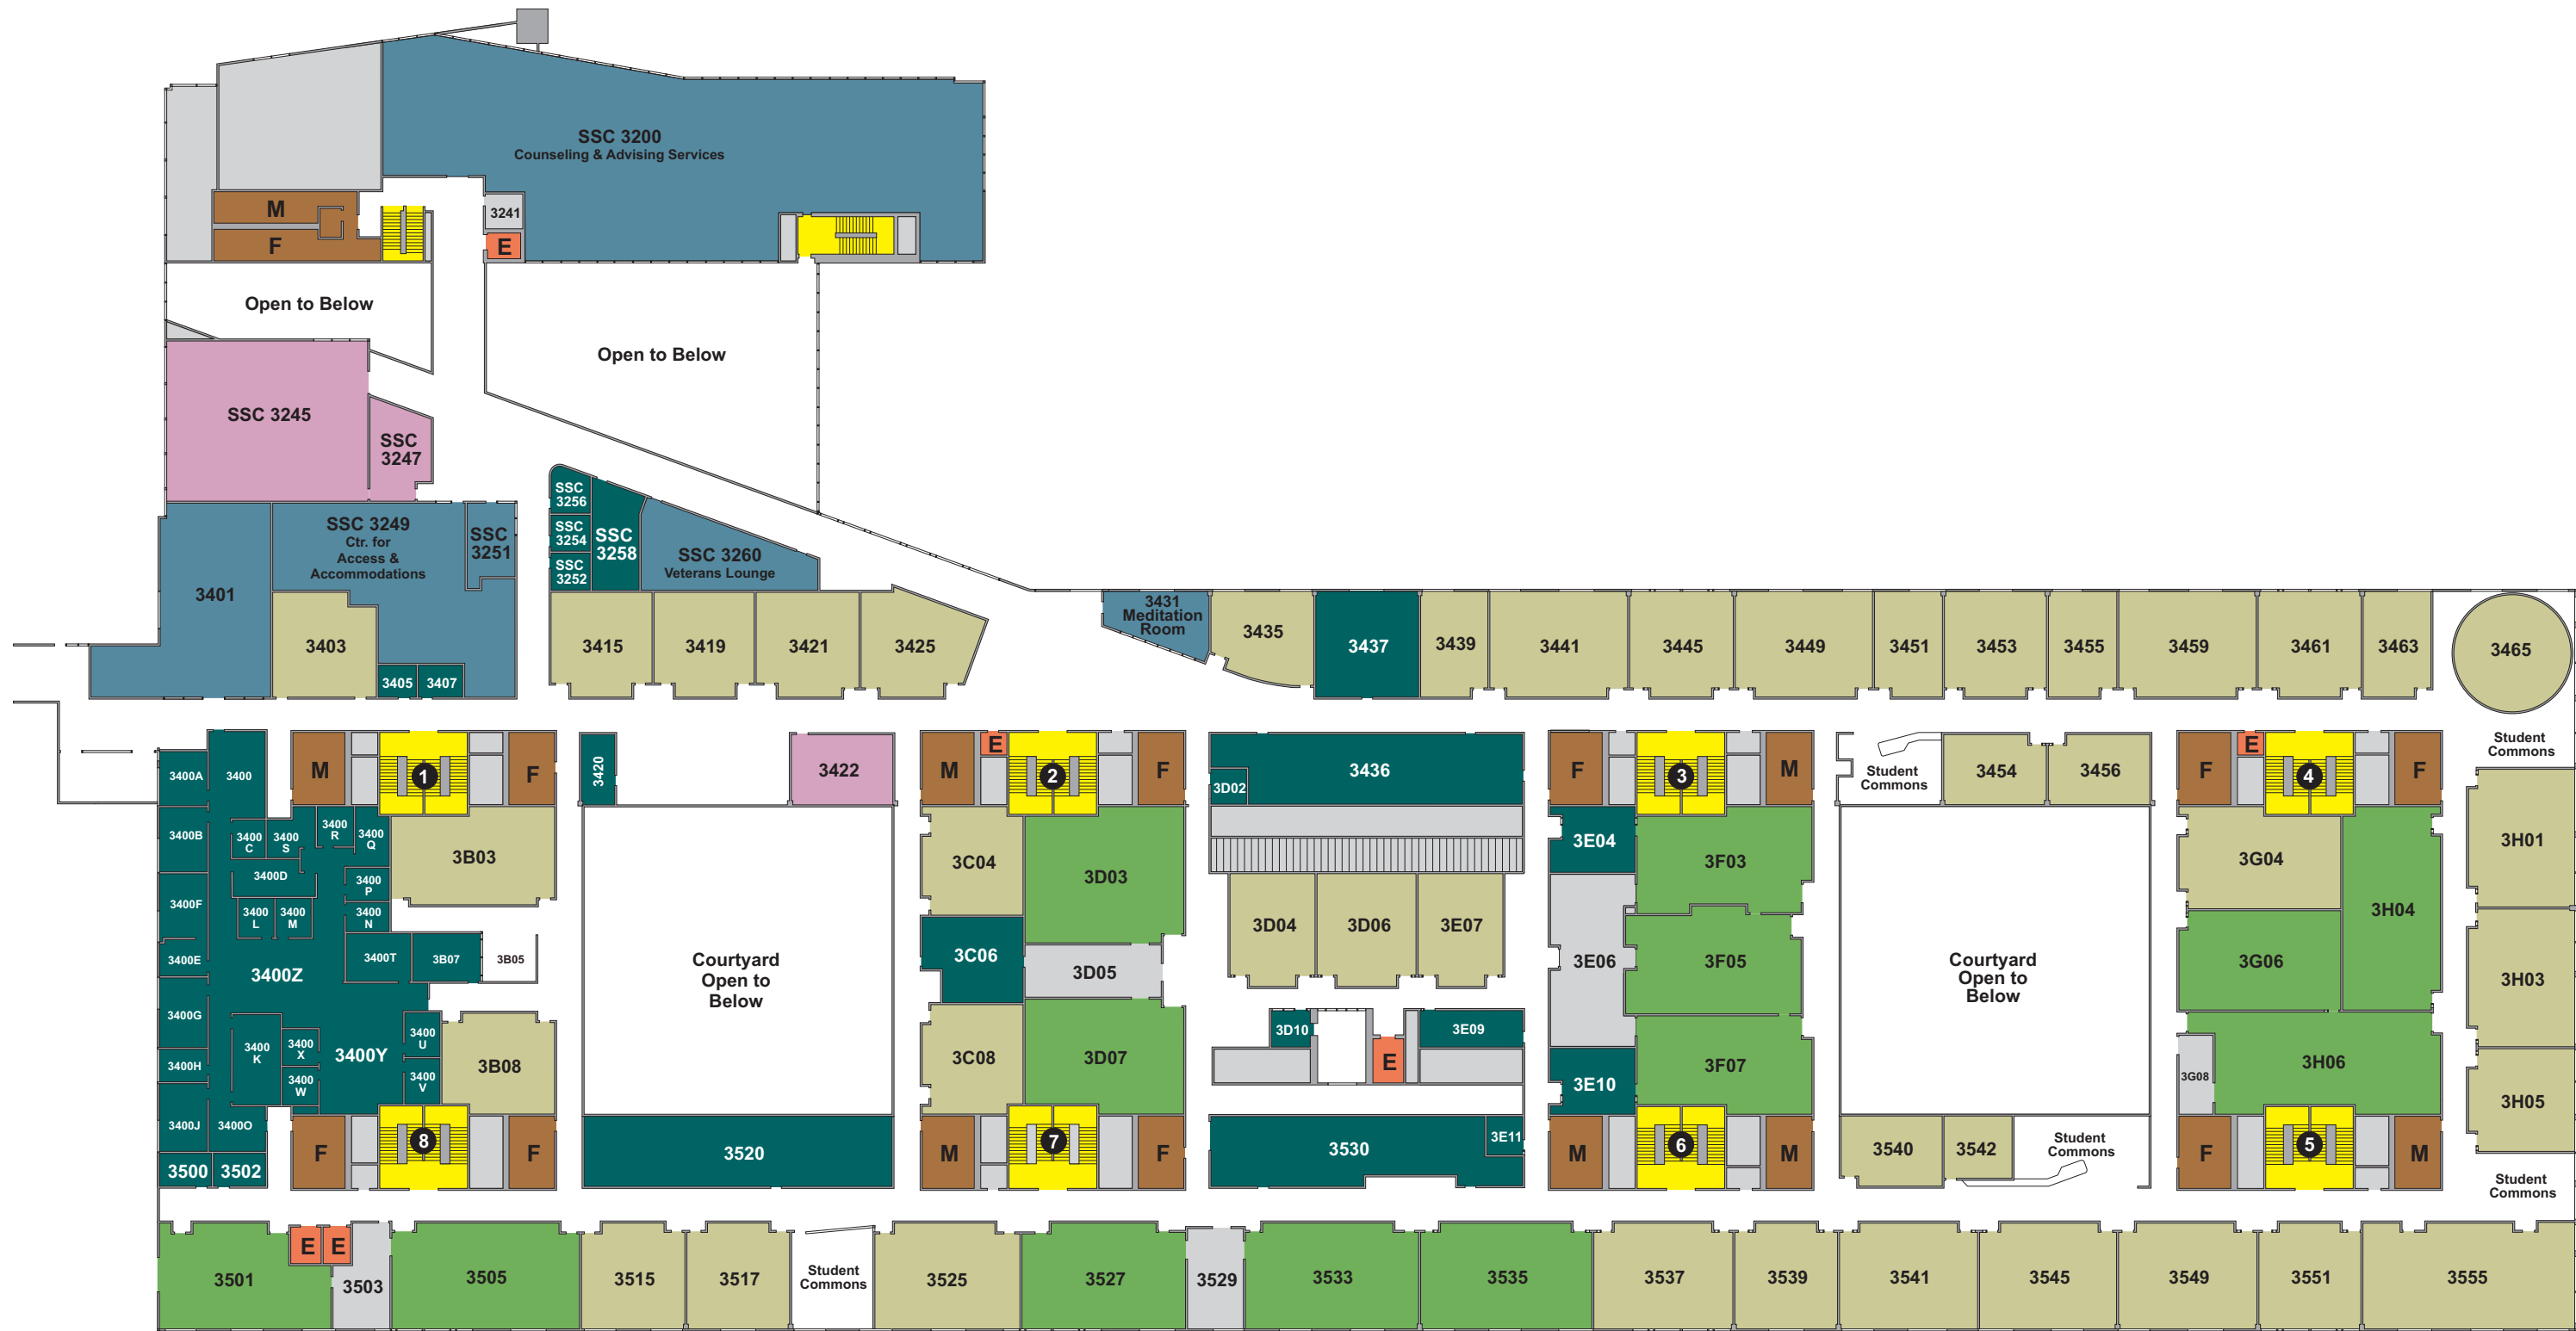 SSC 3200
Counseling & Advising Services
M
F
3241
E
Open to Below
Open to Below
SSC 3245
SSC
3247
SSC 3249
Ctr. for
Access &
Accommodations
SSC
3251
SSC
3256
SSC
3254
SSC
3252
SSC
3258
SSC 3260
Veterans Lounge
3401
3403
3405
3407
3415
3419
3421
3425
3431
Meditation
Room
3435
3437
3439
3441
3445
3449
3451
3453
3455
3459
3461
3463
3465
Student
Commons
3400A
3400
M
1
F
3420
3422
M
E
2
F
3436
3D02
F
3
M
Student
Commons
3454
3456
F
E
4
F
3400B
3400
C
3400
S
3400
R
3400
Q
3400D
3400
P
3400F
3400
L
3400
M
3400
N
3400E
3400Z
3400T
3B07
3B05
3B03
3400G
3400
K
3400
X
3400Y
3400
U
3400H
3400
W
3400
V
3B08
3400J
3400O
3500
3502
F
8
F
Courtyard
Open to
Below
3520
3C04
3D03
3C06
3D05
3C08
3D07
M
7
F
3D04
3D06
3E07
3D10
E
3E09
3530
3E11
3E04
3F03
3E06
3F05
3E10
3F07
M
6
M
Courtyard
Open to
Below
3540
3542
Student
Commons
3G04
3H04
3G06
3G08
3H06
F
5
M
3H01
3H03
3H05
Student
Commons
3501
E
E
3503
3505
3515
3517
Student
Commons
3525
3527
3529
3533
3535
3537
3539
3541
3545
3549
3551
3555